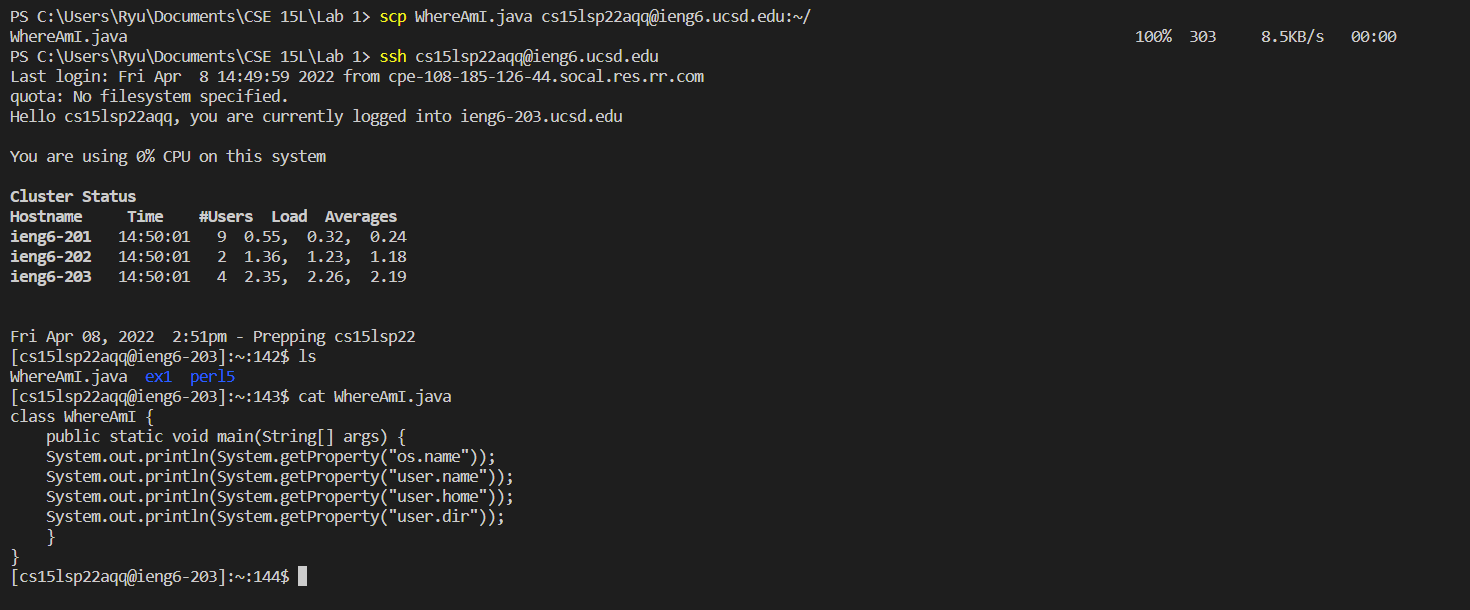 PS C:\Users\Ryu\Documents\CSE 15L\Lab 1> scp WhereAmI.java cs15lsp22aqq@ieng6.ucsd.edu:~/
WhereAmI.java 100% 303 8.5KB/s 00:00
PS C:\Users\Ryu\Documents\CSE 15L\Lab 1> ssh cs15lsp22aqq@ieng6.ucsd.edu
Last login: Fri Apr  8 14:49:59 2022 from cpe-108-185-126-44.socal.res.rr.com
quota: No filesystem specified.
Hello cs15lsp22aqq, you are currently logged into ieng6-203.ucsd.edu
You are using 0% CPU on this system
Cluster Status
Hostname     Time    #Users  Load  Averages
ieng6-201   14:50:01   9  0.55,  0.32,  0.24
ieng6-202   14:50:01   2  1.36,  1.23,  1.18
ieng6-203   14:50:01   4  2.35,  2.26,  2.19
Fri Apr 08, 2022  2:51pm - Prepping cs15lsp22
[cs15lsp22aqq@ieng6-203]:~:142$ ls
WhereAmI.java  ex1  perl5
[cs15lsp22aqq@ieng6-203]:~:143$ cat WhereAmI.java
class WhereAmI {
    public static void main(String[] args) {
    System.out.println(System.getProperty("os.name"));
    System.out.println(System.getProperty("user.name"));
    System.out.println(System.getProperty("user.home"));
    System.out.println(System.getProperty("user.dir"));
    }
}
[cs15lsp22aqq@ieng6-203]:~:144$